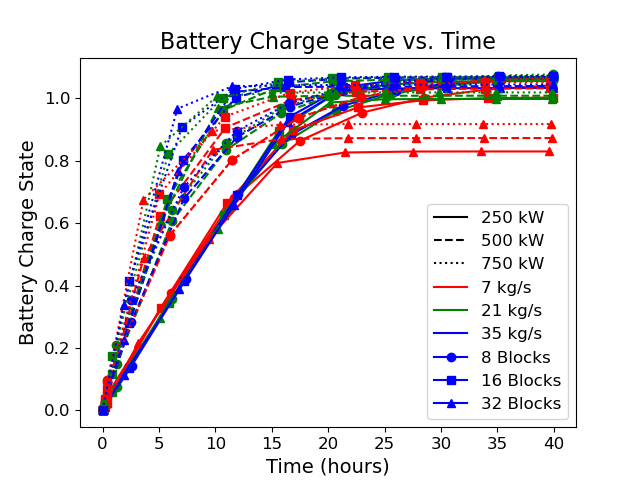 Battery Charge State vs. Time
Battery Charge State
1.0
0.8
0.6
0.4
0.2
0.0
0 5 10 15 20 25 30 35 40
Time (hours)
250 kW
500 kW
750 kW
7 kg/s
21 kg/s
35 kg/s
8 Blocks
16 Blocks
32 Blocks